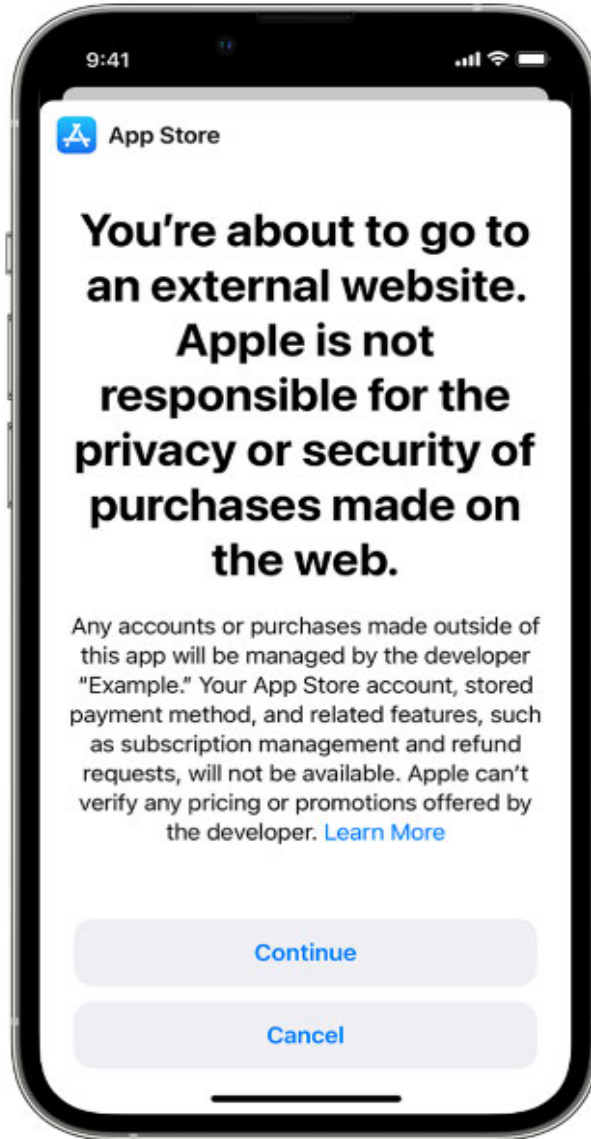 9:41
App Store
You’re about to go to
an external website.
Apple is not
responsible for the
privacy or security of
purchases made on
the web.
Any accounts or purchases made outside of
this app will be managed by the developer
“Example.” Your App Store account, stored
payment method, and related features, such
as subscription management and refund
requests, will not be available. Apple can’t
verify any pricing or promotions offered by
the developer. Learn More
Continue
Cancel